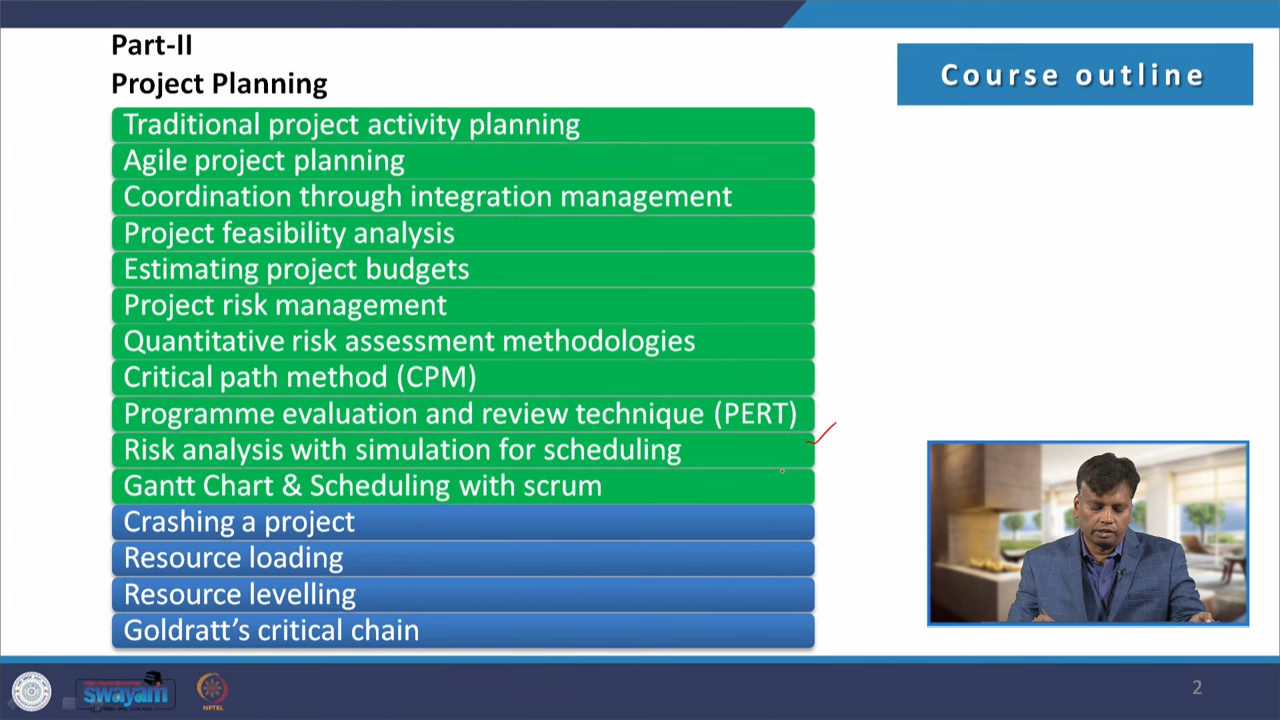 Part-II
Project Planning
Course outline
Traditional project activity planning
Agile project planning
Coordination through integration management
Project feasibility analysis
Estimating project budgets
Project risk management
Quantitative risk assessment methodologies
Critical path method (CPM)
Programme evaluation and review technique (PERT)
Risk analysis with simulation for scheduling
Gantt Chart & Scheduling with scrum
Crashing a project
Resource loading
Resource levelling
Goldratt's critical chain
swayam
NPTEL
2